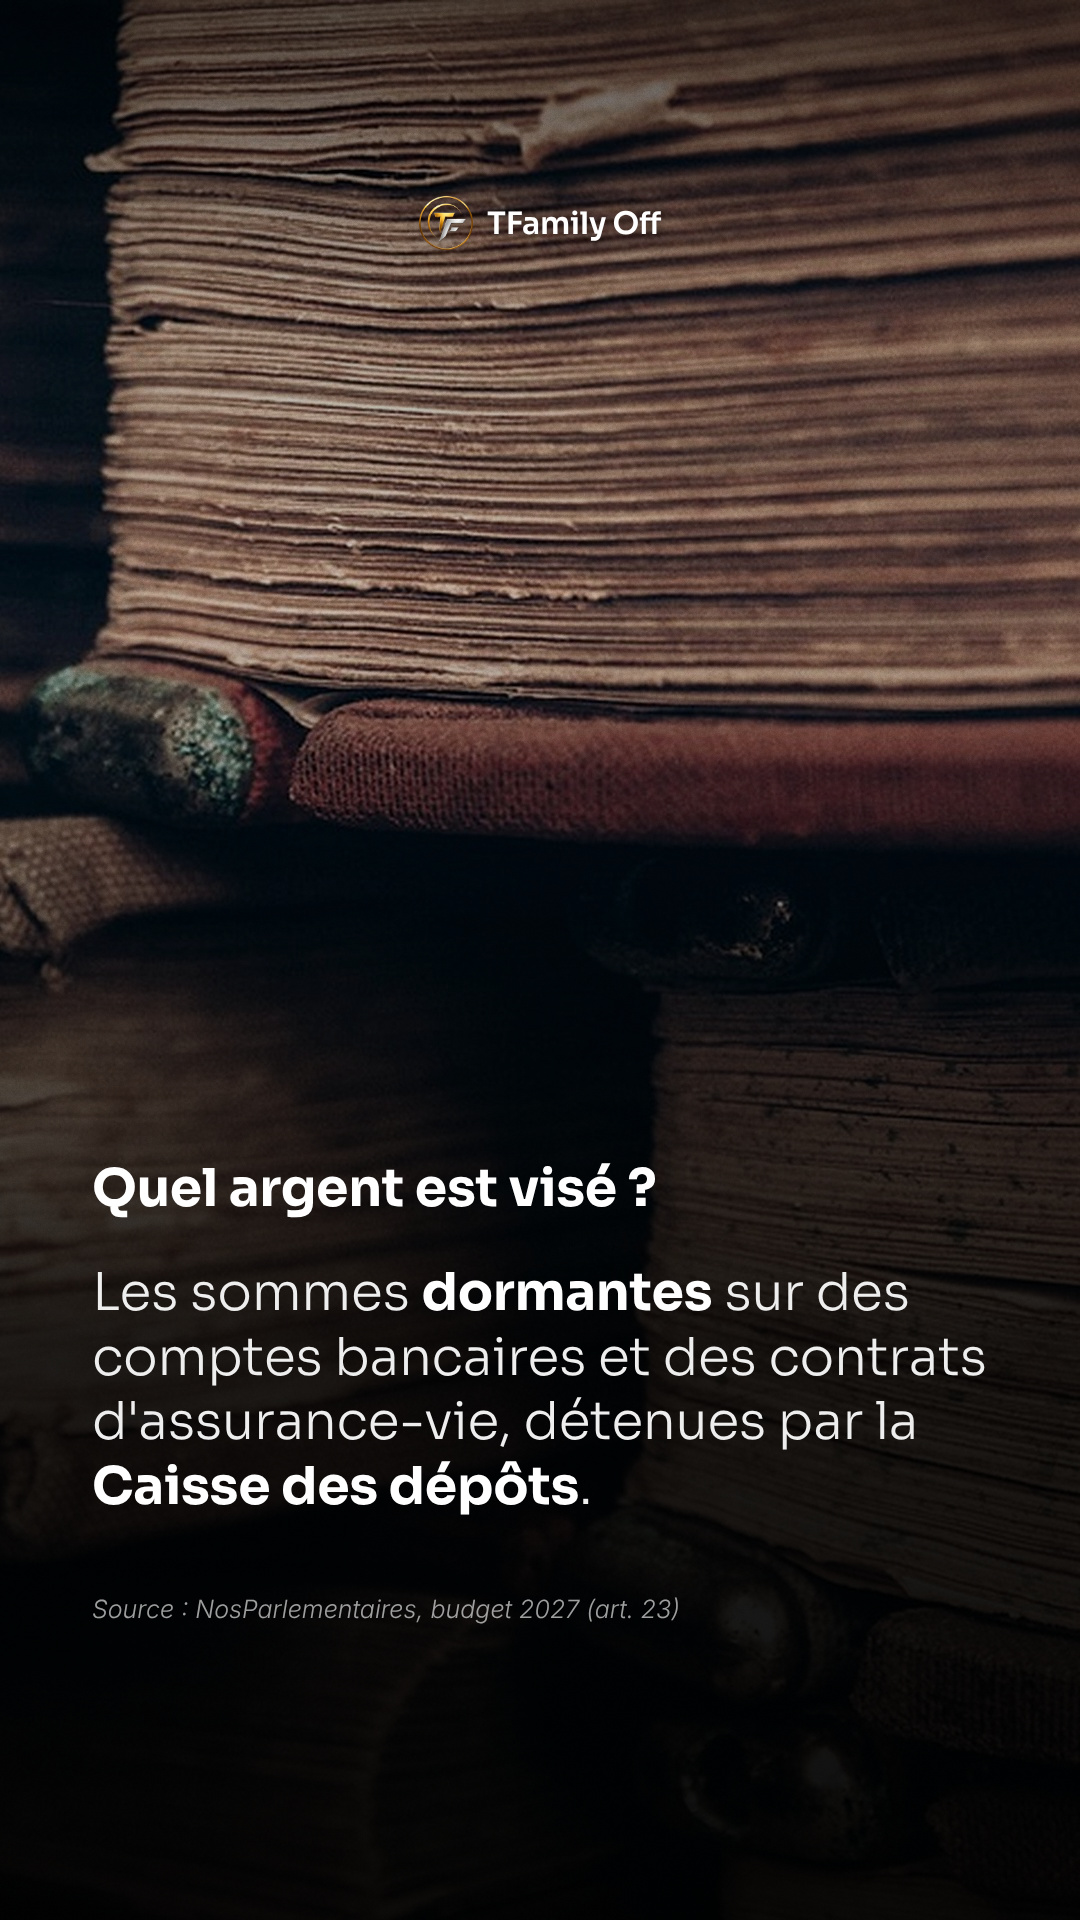 TF TFamily Off
Quel argent est visé ?
Les sommes dormantes sur des
comptes bancaires et des contrats
d'assurance-vie, détenues par la
Caisse des dépôts.
Source : NosParlementaires, budget 2027 (art. 23)